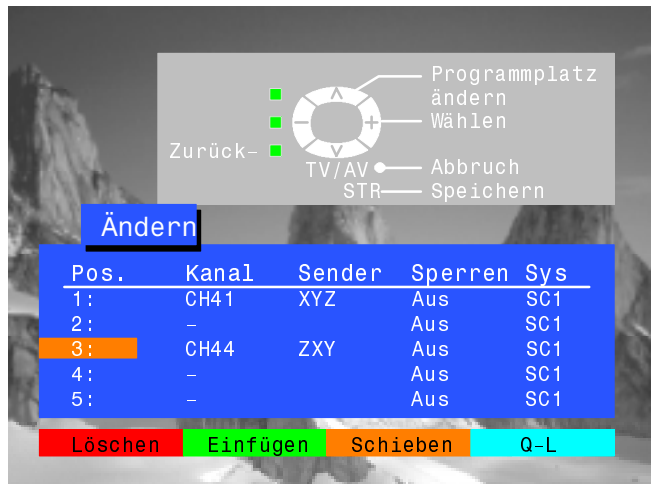 Programmplatz
ändern
Wählen
Zurück–
TV/AV Abbruch
STR Speichern
Ändern
Pos. Kanal Sender Sperren Sys
1: CH41 XYZ Aus SC1
2: – Aus SC1
3: CH44 ZXY Aus SC1
4: – Aus SC1
5: – Aus SC1
Löschen Einfügen Schieben Q–L